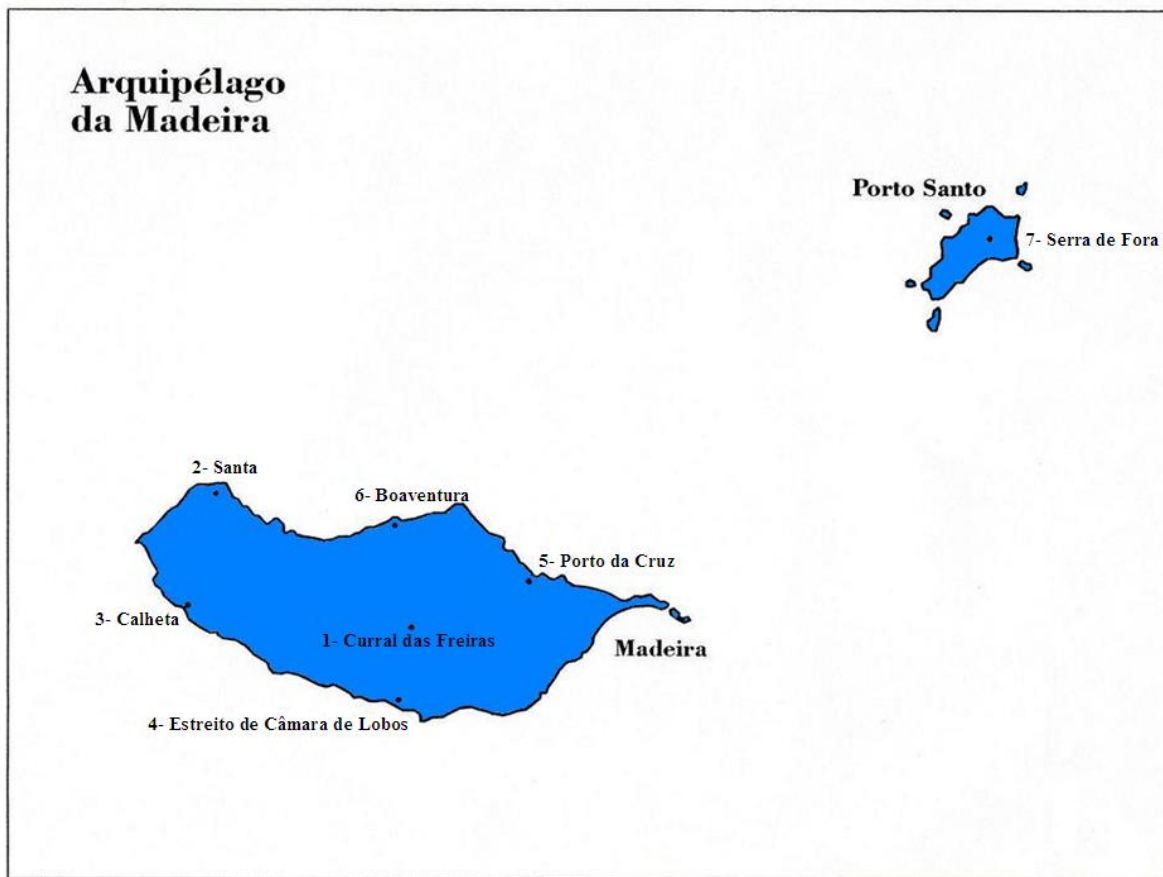 Arquipélago
da Madeira
Porto Santo
7- Serra de Fora
2- Santa
6- Boaventura
5- Porto da Cruz
3- Calheta
1- Curral das Freiras
Madeira
4- Estreito de Câmara de Lobos